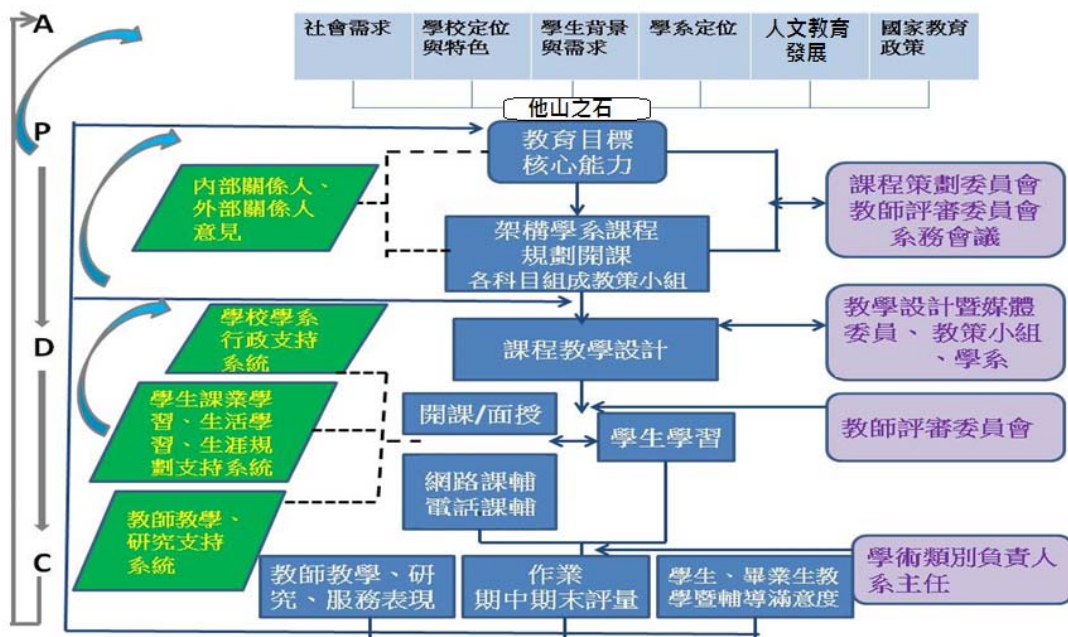 A
社會需求
學校定位
與特色
學生背景
與需求
學系定位
人文教育
發展
國家教育
政策
他山之石
P
教育目標
核心能力
內部關係人、
外部關係人
意見
課程策劃委員會
教師評審委員會
系務會議
架構學系課程
規劃開課
各科目組成教策小組
D
學校學系
行政支持
系統
課程教學設計
教學設計暨媒體
委員、教策小組
、學系
學生課業學
習、生活學
習、生涯規
劃支持系統
開課/面授
學生學習
教師評審委員會
網路課輔
電話課輔
教師教學、
研究支持
系統
C
教師教學、研
究、服務表現
作業
期中期末評量
學生、畢業生教
學暨輔導滿意度
學術類別負責人
系主任